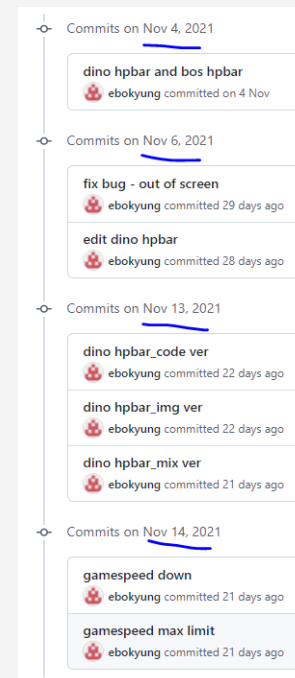 Commits on Nov 4, 2021
dino hpbar and bos hpbar
ebokyung committed on 4 Nov
Commits on Nov 6, 2021
fix bug - out of screen
ebokyung committed 29 days ago
edit dino hpbar
ebokyung committed 28 days ago
Commits on Nov 13, 2021
dino hpbar_code ver
ebokyung committed 22 days ago
dino hpbar_img ver
ebokyung committed 22 days ago
dino hpbar_mix ver
ebokyung committed 21 days ago
Commits on Nov 14, 2021
gamespeed down
ebokyung committed 21 days ago
gamespeed max limit
ebokyung committed 21 days ago